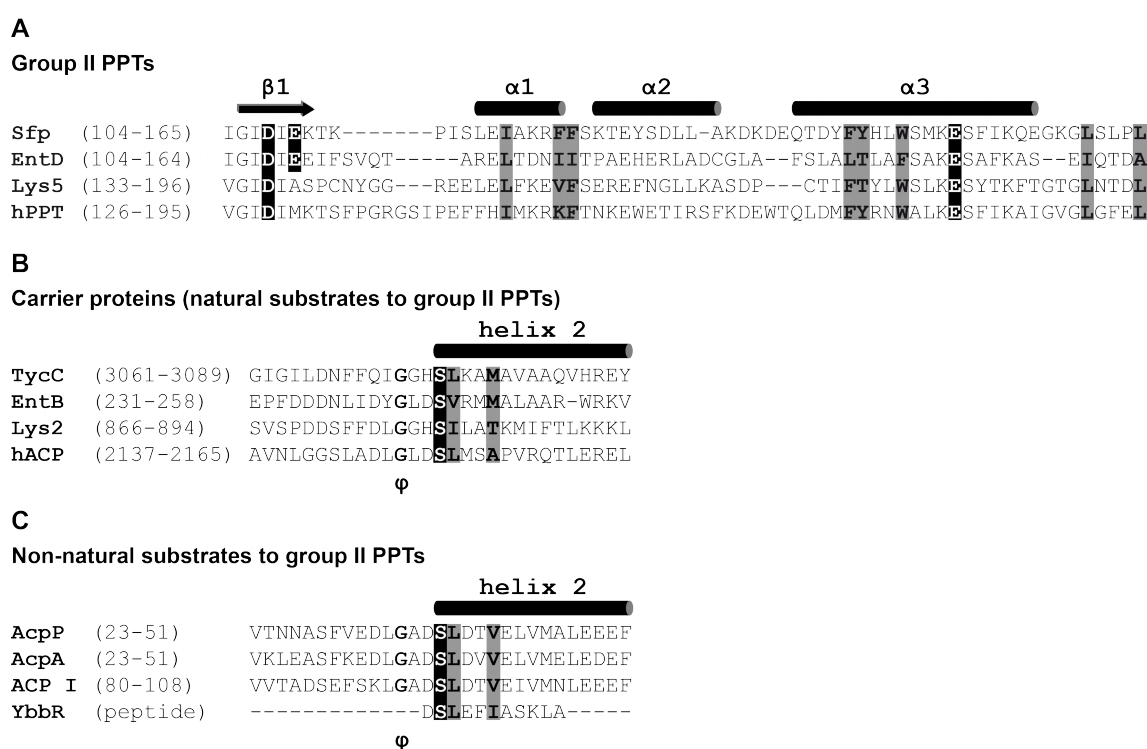 A
Group II PPTs
β1 α1 α2 α3
Sfp (104-165) IGIDIEKTK-------PISLEIAKRFFSKTEYSDLL-AKDKDEQTDYFYHLWSMKESFIKQEGKGLSLPL
EntD (104-164) IGIDIEEIFSVQT-----ARELTDNIITPAEHERLADCGLA--FSLALTLAFSAKESAFKAS--EIQTDA
Lys5 (133-196) VGIDIASPCNYGG---REELELFKEVFSEREFNGLLKASDP---CTIFTYLWSLKESYTKFTGTGLNTDL
hPPT (126-195) VGIDIMKTSFPGRGSIPEFFHIMKRKFTNKEWETIRSFKDEWTQLDMFYRNWALKESFIKAIGVGLGFEL
B
Carrier proteins (natural substrates to group II PPTs)
helix 2
TycC (3061-3089) GIGILDNFFQIGGHSLKAMAVAAQVHREY
EntB (231-258) EPFDDDNLIDYGLDSVRMMALAAR-WRKV
Lys2 (866-894) SVSPDDSFFDLGGHSILATKMIFTLKKKL
hACP (2137-2165) AVNLGGSLADLGLDSLMSAPVRQTLEREL
φ
C
Non-natural substrates to group II PPTs
helix 2
AcpP (23-51) VTNNASFVEDLGADSLDTVELVMALEEEF
AcpA (23-51) VKLEASFKEDLGADSLDVVELVMELEDEF
ACP I (80-108) VVTADSEFSKLGADSLDTVEIVMNLEEEF
YbbR (peptide) -------------DSLEFIASKLA-----
φ